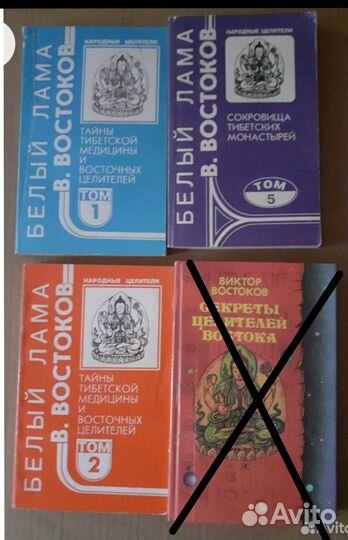 НАРОДНЫЕ ЦЕЛИТЕЛИ
БЕЛЫЙ ЛАМА
В. ВОСТОКОВ
ТАЙНЫ
ТИБЕТСКОЙ
МЕДИЦИНЫ
И
ВОСТОЧНЫХ
ЦЕЛИТЕЛЕЙ
ТОМ
1
НАРОДНЫЕ ЦЕЛИТЕЛИ
БЕЛЫЙ ЛАМА
В. ВОСТОКОВ
СОКРОВИЩА
ТИБЕТСКИХ
МОНАСТЫРЕЙ
ТОМ
5
НАРОДНЫЕ ЦЕЛИТЕЛИ
БЕЛЫЙ ЛАМА
В. ВОСТОКОВ
ТАЙНЫ
ТИБЕТСКОЙ
МЕДИЦИНЫ
И
ВОСТОЧНЫХ
ЦЕЛИТЕЛЕЙ
ТОМ
2
ВИКТОР
ВОСТОКОВ
СЕКРЕТЫ
ЦЕЛИТЕЛЕЙ
ВОСТОКА
Avito